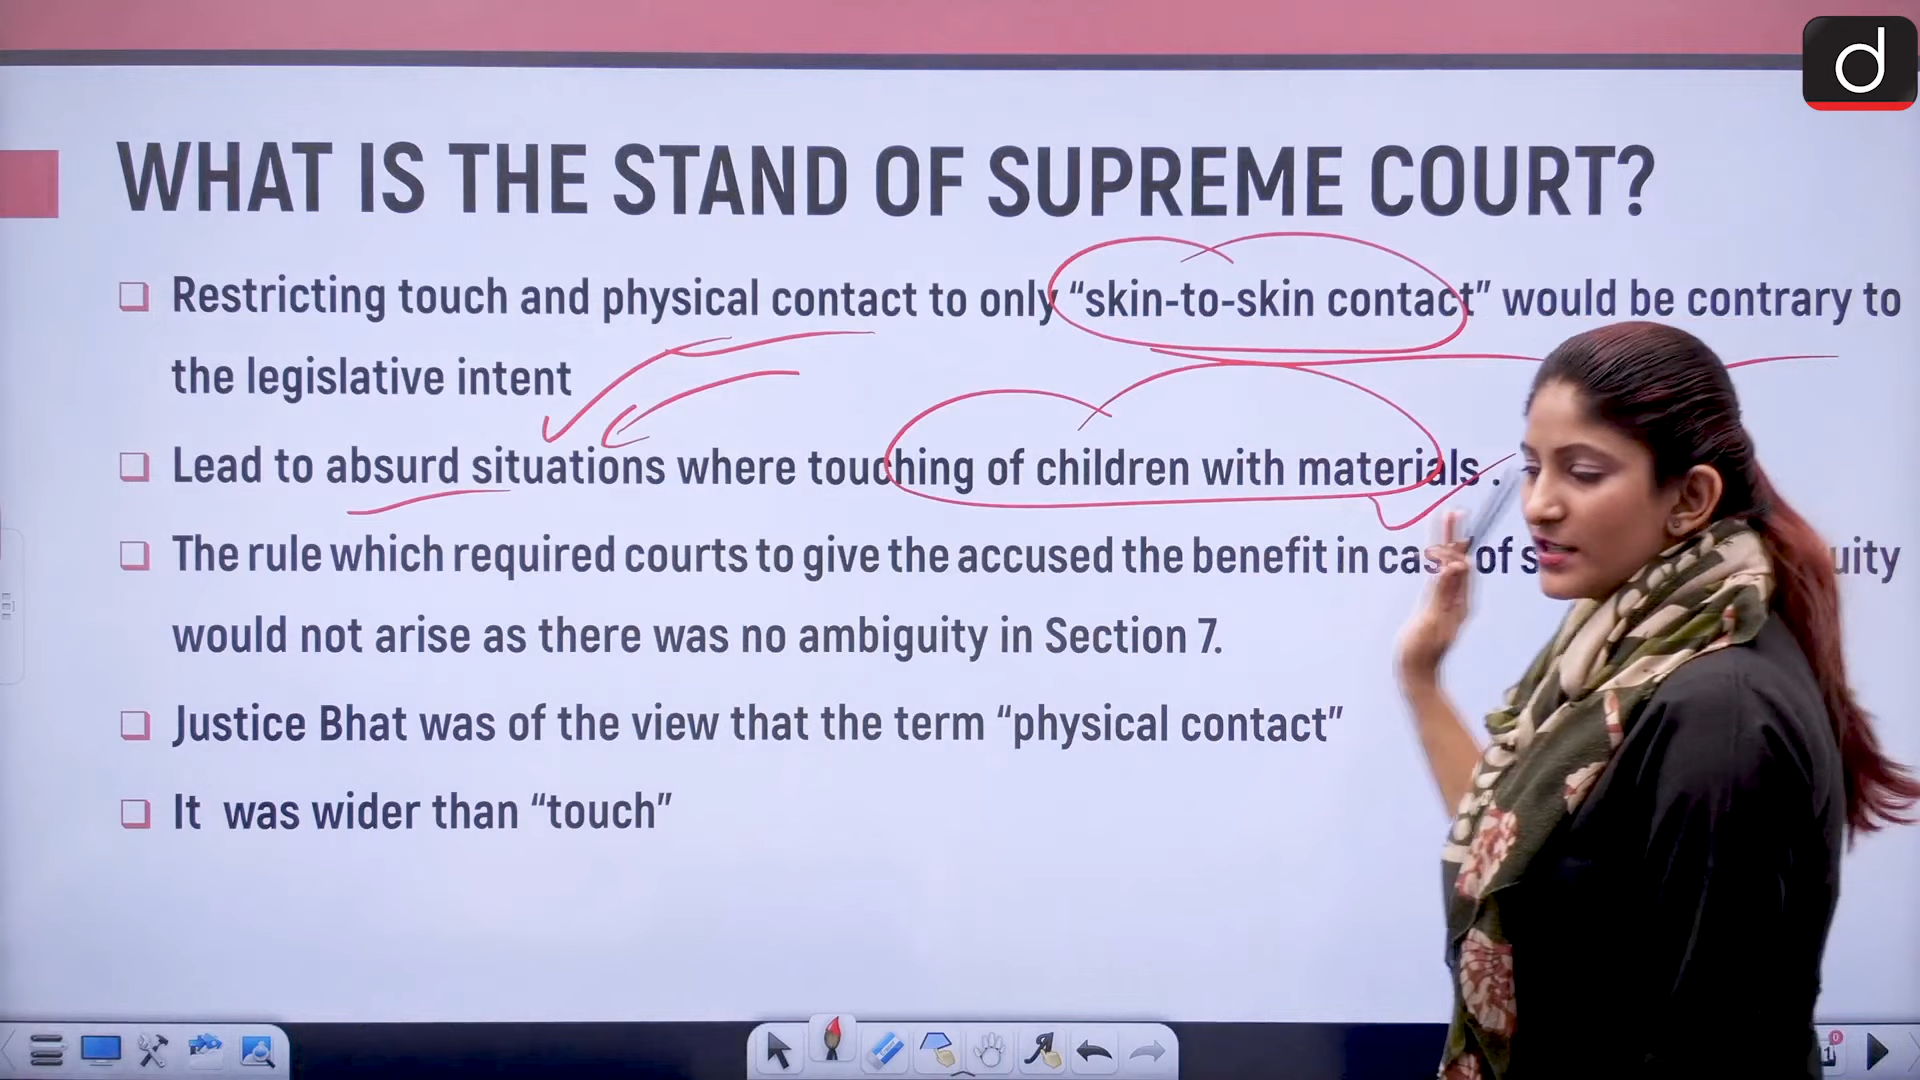 d
WHAT IS THE STAND OF SUPREME COURT?
Restricting touch and physical contact to only “skin-to-skin contact” would be contrary to
the legislative intent
Lead to absurd situations where touching of children with materials .
The rule which required courts to give the accused the benefit in case of
would not arise as there was no ambiguity in Section 7.
Justice Bhat was of the view that the term “physical contact”
It was wider than “touch”